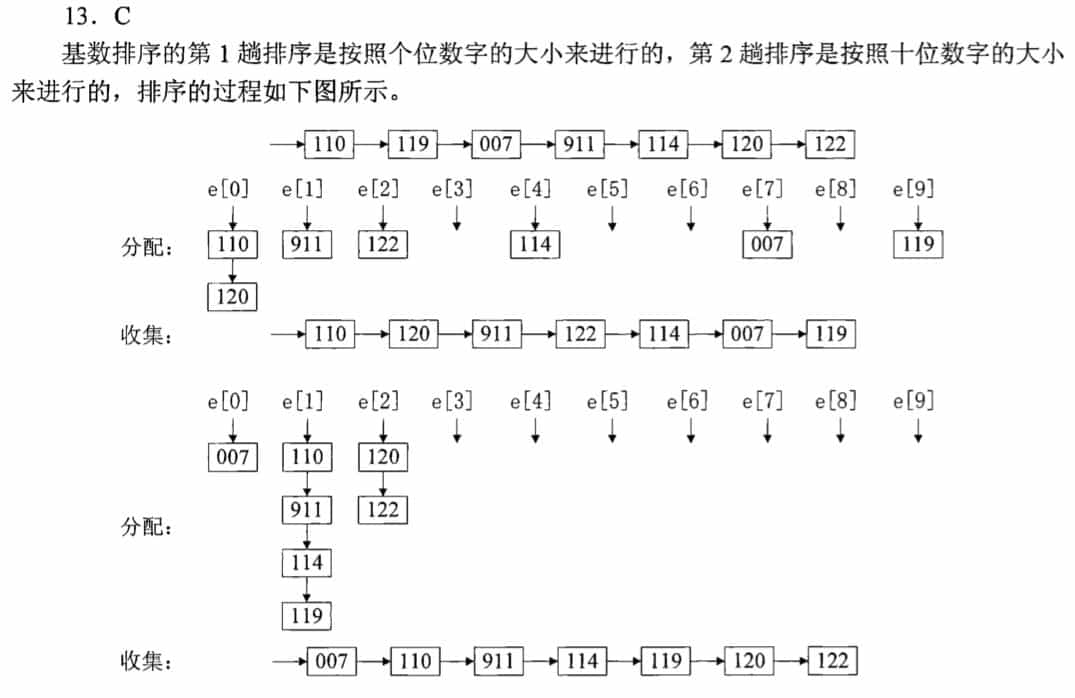 13. C
基数排序的第 1 趟排序是按照个位数字的大小来进行的，第 2 趟排序是按照十位数字的大小
来进行的，排序的过程如下图所示。
110 119 007 911 114 120 122
e[0] e[1] e[2] e[3] e[4] e[5] e[6] e[7] e[8] e[9]
分配： 110 911 122 114 007 119
120
收集： 110 120 911 122 114 007 119
e[0] e[1] e[2] e[3] e[4] e[5] e[6] e[7] e[8] e[9]
007 110 120
911 122
分配：
114
119
收集： 007 110 911 114 119 120 122